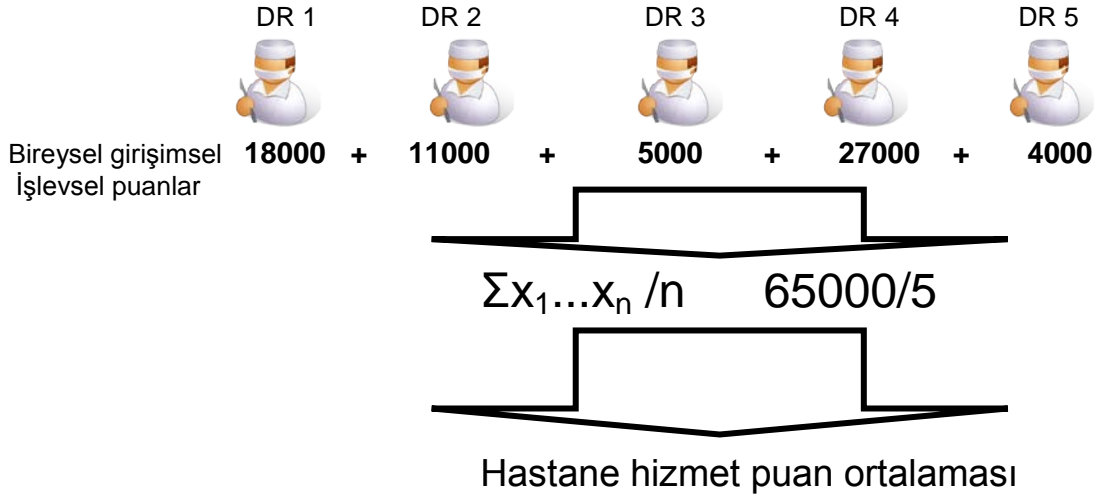 DR 1 DR 2 DR 3 DR 4 DR 5
Bireysel girişimsel 18000 + 11000 + 5000 + 27000 + 4000
İşlevsel puanlar
Σx₁...xₙ /n 65000/5
Hastane hizmet puan ortalaması